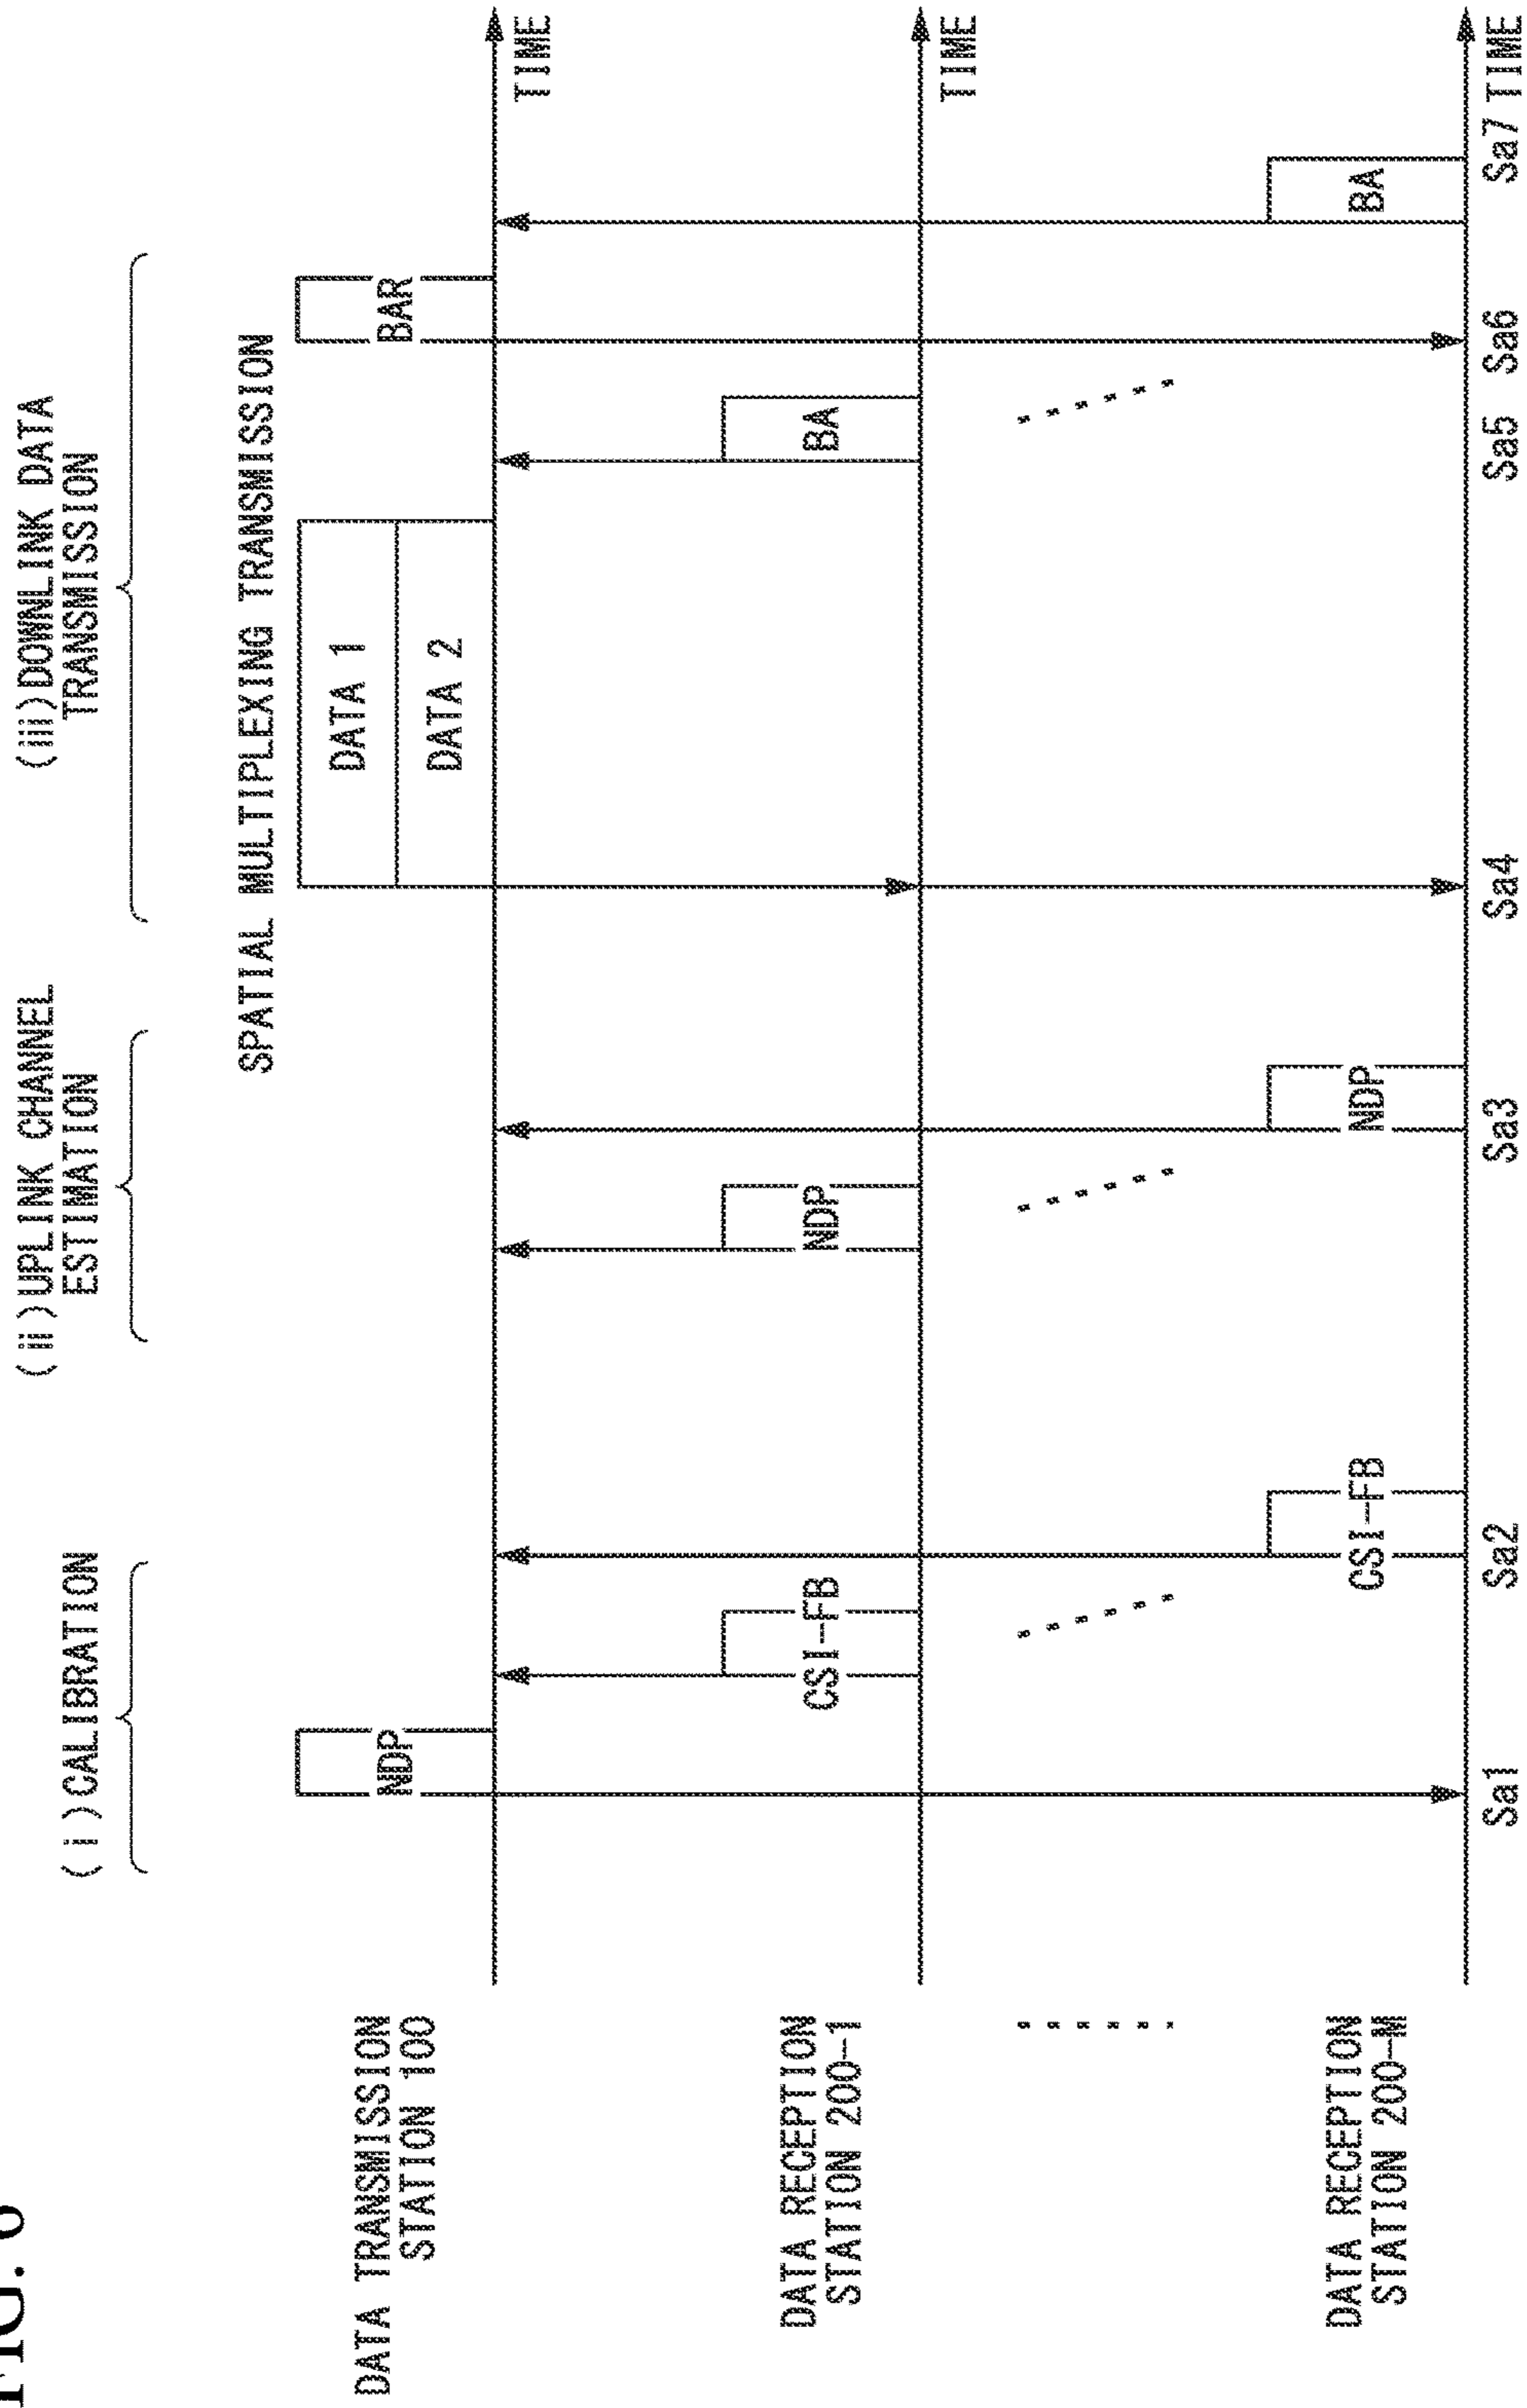 FIG. 6
(i)CALIBRATION
(ii)UPLINK CHANNEL
ESTIMATION
(iii)DOWNLINK DATA
TRANSMISSION
SPATIAL MULTIPLEXING TRANSMISSION
DATA TRANSMISSION
STATION 100
NDP
DATA 1
DATA 2
BAR
TIME
DATA RECEPTION
STATION 200-1
CSI-FB
NDP
BA
TIME
DATA RECEPTION
STATION 200-M
CSI-FB
NDP
BA
Sa1
Sa2
Sa3
Sa4
Sa5
Sa6
Sa7
TIME